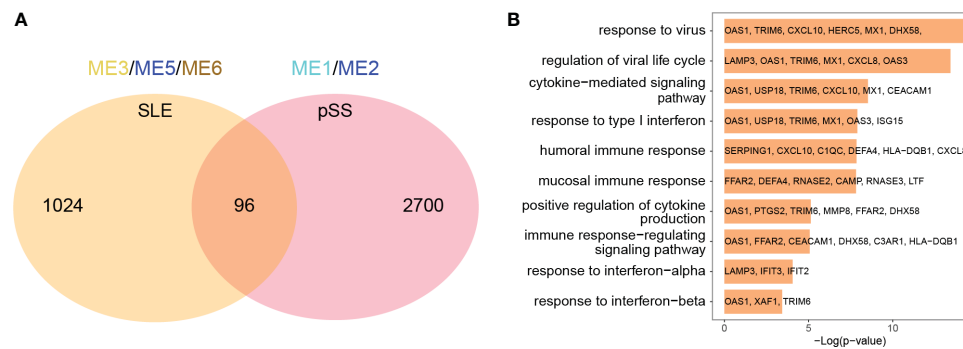 A
ME3/ME5/ME6
ME1/ME2
SLE
pSS
1024
96
2700
B
response to virus
OAS1, TRIM6, CXCL10, HERC5, MX1, DHX58,
regulation of viral life cycle
LAMP3, OAS1, TRIM6, MX1, CXCL8, OAS3
cytokine−mediated signaling
pathway
OAS1, USP18, TRIM6, CXCL10, MX1, CEACAM1
response to type I interferon
OAS1, USP18, TRIM6, MX1, OAS3, ISG15
humoral immune response
SERPING1, CXCL10, C1QC, DEFA4, HLA−DQB1, CXCL8
mucosal immune response
FFAR2, DEFA4, RNASE2, CAMP, RNASE3, LTF
positive regulation of cytokine
production
OAS1, PTGS2, TRIM6, MMP8, FFAR2, DHX58
immune response−regulating
signaling pathway
OAS1, FFAR2, CEACAM1, DHX58, C3AR1, HLA−DQB1
response to interferon−alpha
LAMP3, IFIT3, IFIT2
response to interferon−beta
OAS1, XAF1, TRIM6
0 5 10
−Log(p−value)